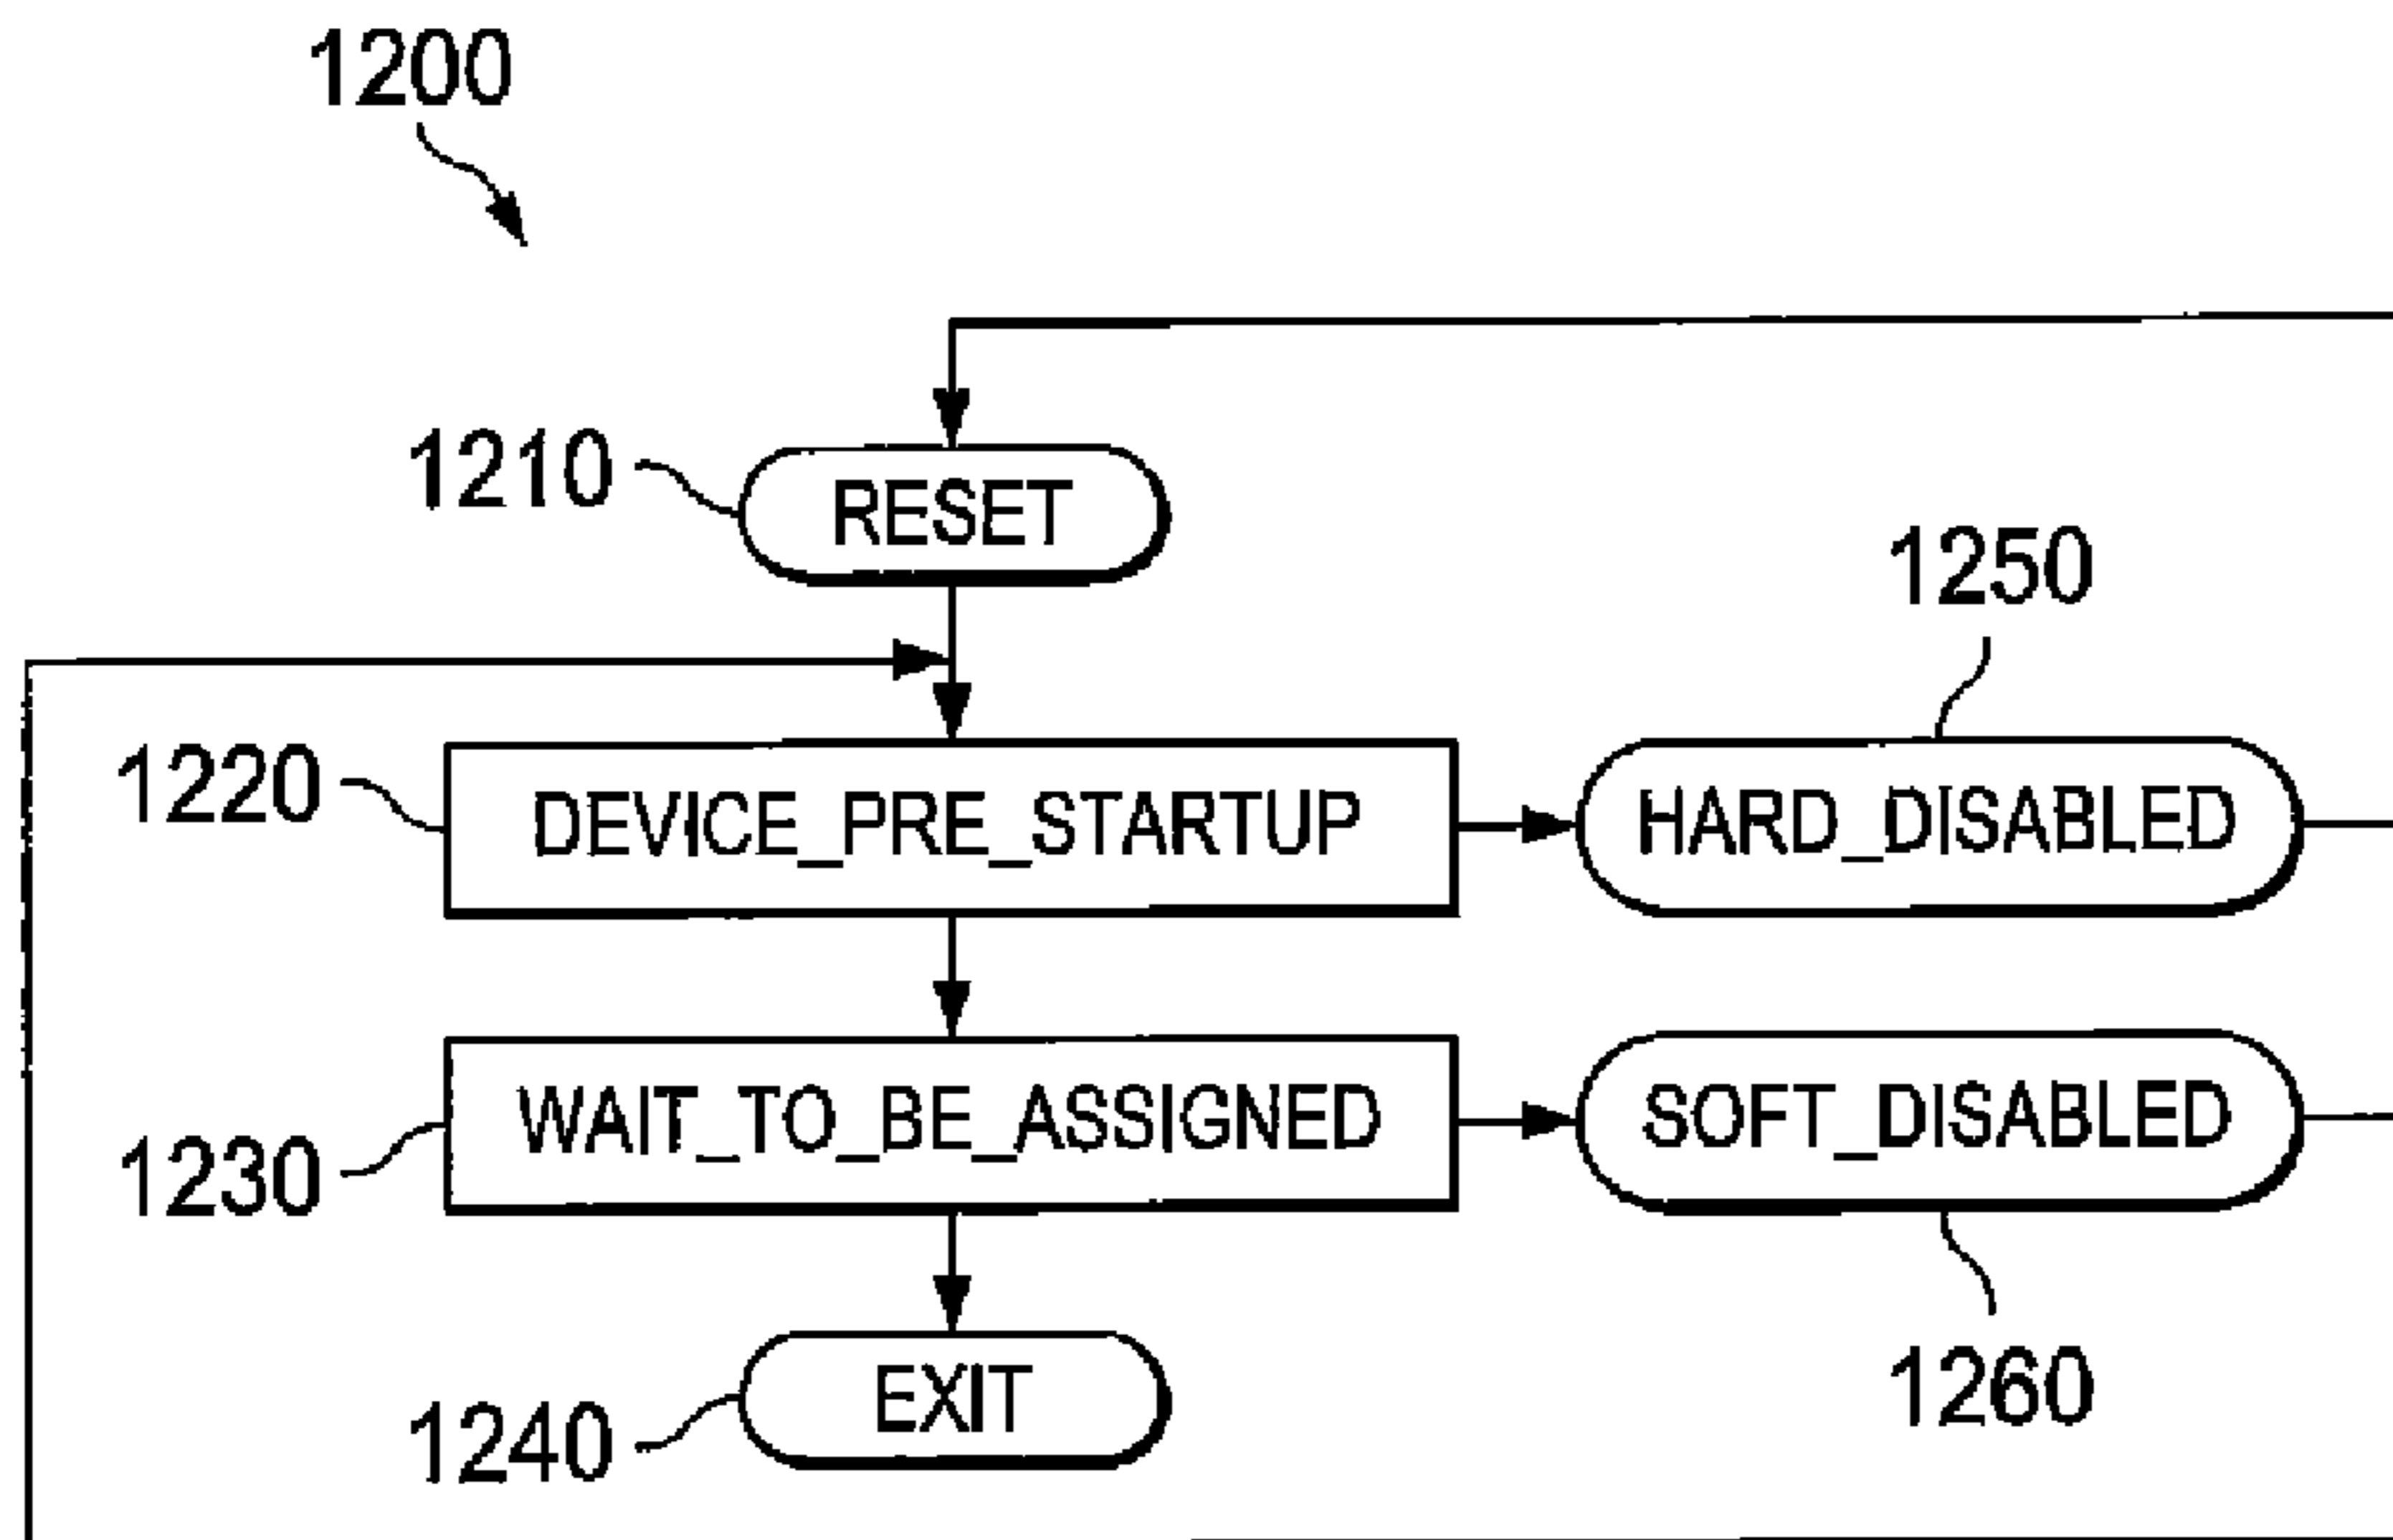 1200
1210
RESET
1250
1220
DEVICE_PRE_STARTUP
HARD_DISABLED
1230
WAIT_TO_BE_ASSIGNED
SOFT_DISABLED
1240
EXIT
1260